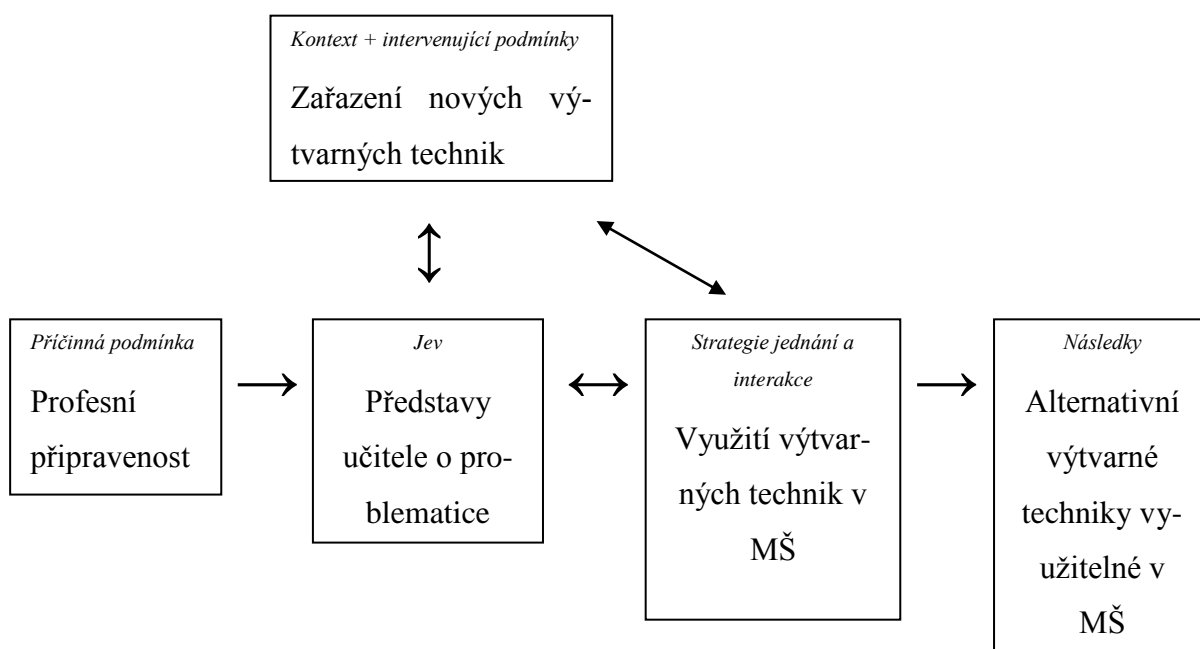 Kontext + intervenující podmínky
Zařazení nových vý-
tvarných technik
Příčinná podmínka
Profesní
připravenost
Jev
Představy
učitele o pro-
blematice
Strategie jednání a
interakce
Využití výtvar-
ných technik v
MŠ
Následky
Alternativní
výtvarné
techniky vy-
užitelné v
MŠ